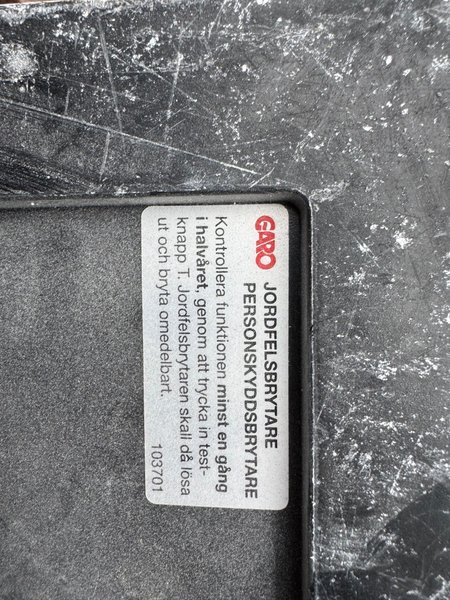 GARO JORDFELSBRYTARE
PERSONSKYDDSBRYTARE
Kontrollera funktionen minst en gång
i halvåret, genom att trycka in test-
knapp T. Jordfelsbrytaren skall då lösa
ut och bryta omedelbart.
103701